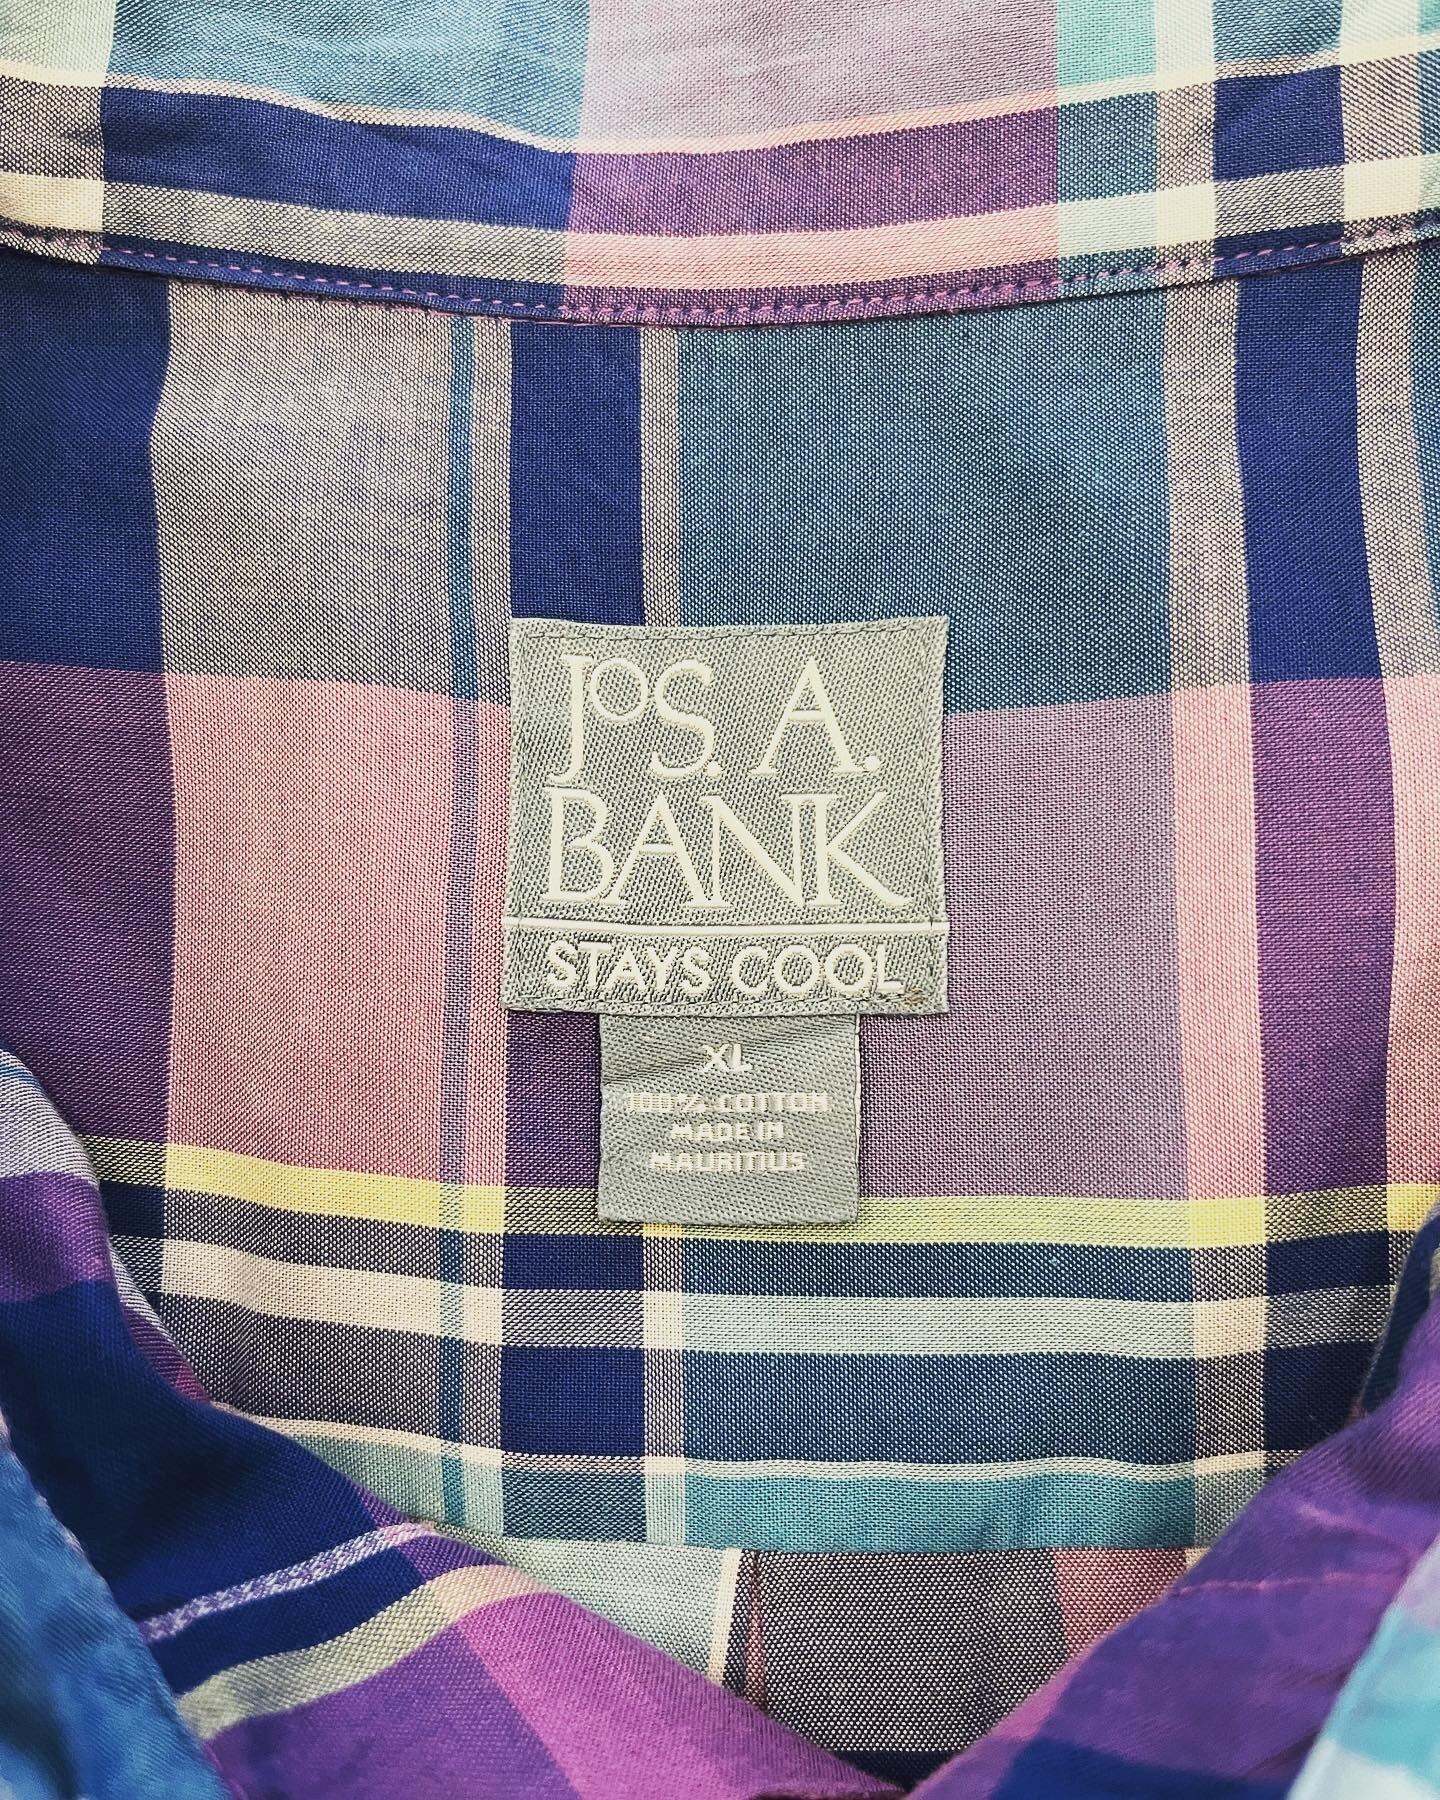 JOS. A.
BANK
STAYS COOL
XL
100% COTTON
MADE IN
MAURITIUS